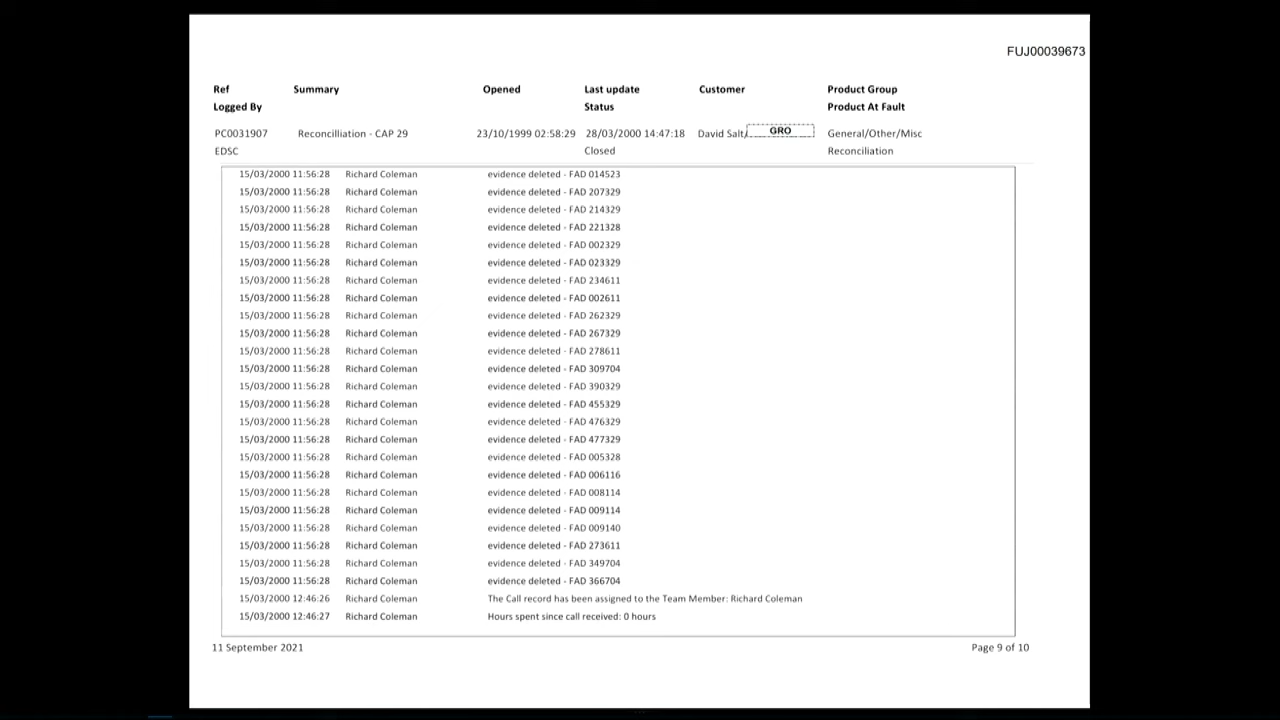 FUJ00039673
Ref Summary Opened Last update Customer Product Group
Logged By Status Product At Fault
PC0031907 Reconcilliation - CAP 29 23/10/1999 02:58:29 28/03/2000 14:47:18 David Salt/ GRO General/Other/Misc
EDSC Closed Reconciliation
15/03/2000 11:56:28 Richard Coleman evidence deleted - FAD 014523
15/03/2000 11:56:28 Richard Coleman evidence deleted - FAD 207329
15/03/2000 11:56:28 Richard Coleman evidence deleted - FAD 214329
15/03/2000 11:56:28 Richard Coleman evidence deleted - FAD 221328
15/03/2000 11:56:28 Richard Coleman evidence deleted - FAD 002329
15/03/2000 11:56:28 Richard Coleman evidence deleted - FAD 023329
15/03/2000 11:56:28 Richard Coleman evidence deleted - FAD 234611
15/03/2000 11:56:28 Richard Coleman evidence deleted - FAD 002611
15/03/2000 11:56:28 Richard Coleman evidence deleted - FAD 262329
15/03/2000 11:56:28 Richard Coleman evidence deleted - FAD 267329
15/03/2000 11:56:28 Richard Coleman evidence deleted - FAD 278611
15/03/2000 11:56:28 Richard Coleman evidence deleted - FAD 309704
15/03/2000 11:56:28 Richard Coleman evidence deleted - FAD 390329
15/03/2000 11:56:28 Richard Coleman evidence deleted - FAD 455329
15/03/2000 11:56:28 Richard Coleman evidence deleted - FAD 476329
15/03/2000 11:56:28 Richard Coleman evidence deleted - FAD 477329
15/03/2000 11:56:28 Richard Coleman evidence deleted - FAD 005328
15/03/2000 11:56:28 Richard Coleman evidence deleted - FAD 006116
15/03/2000 11:56:28 Richard Coleman evidence deleted - FAD 008114
15/03/2000 11:56:28 Richard Coleman evidence deleted - FAD 009114
15/03/2000 11:56:28 Richard Coleman evidence deleted - FAD 009140
15/03/2000 11:56:28 Richard Coleman evidence deleted - FAD 273611
15/03/2000 11:56:28 Richard Coleman evidence deleted - FAD 349704
15/03/2000 11:56:28 Richard Coleman evidence deleted - FAD 366704
15/03/2000 12:46:26 Richard Coleman The Call record has been assigned to the Team Member: Richard Coleman
15/03/2000 12:46:27 Richard Coleman Hours spent since call received: 0 hours
11 September 2021 Page 9 of 10